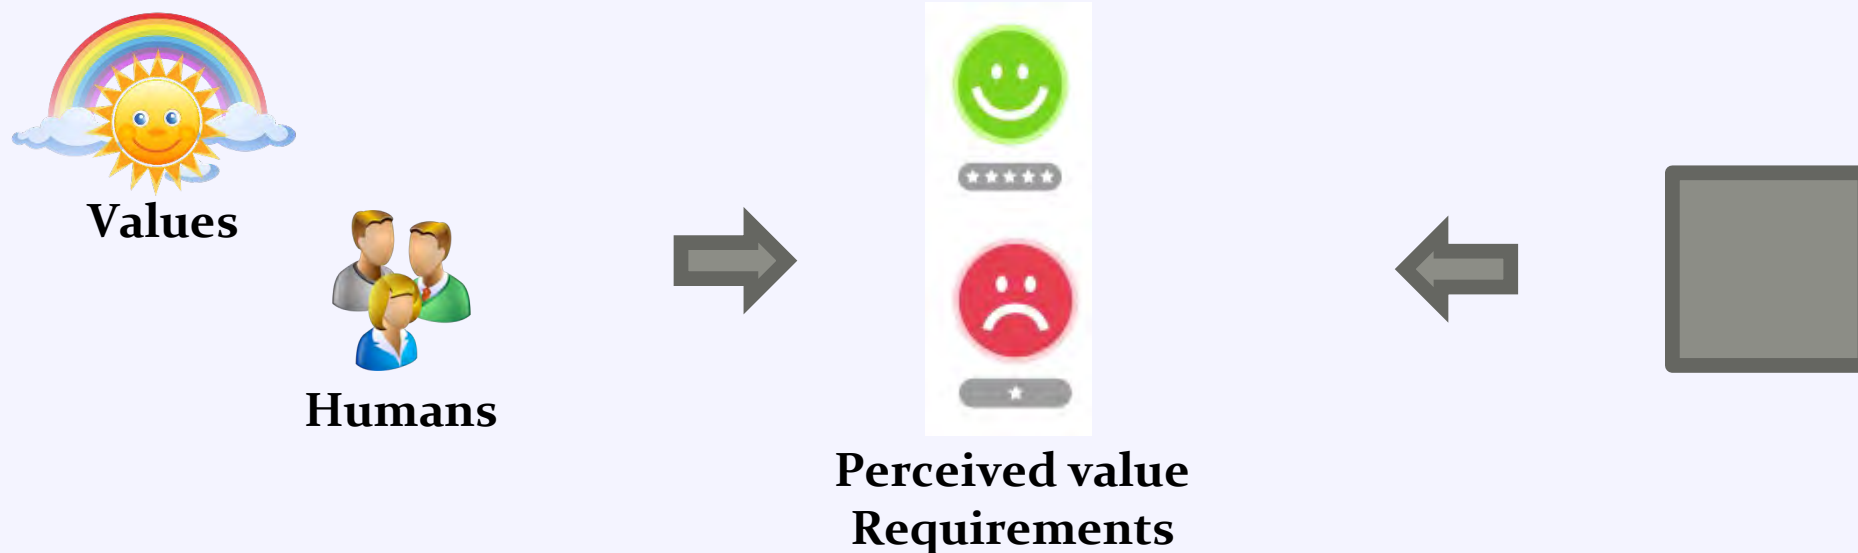 Values
Humans
Perceived value
Requirements